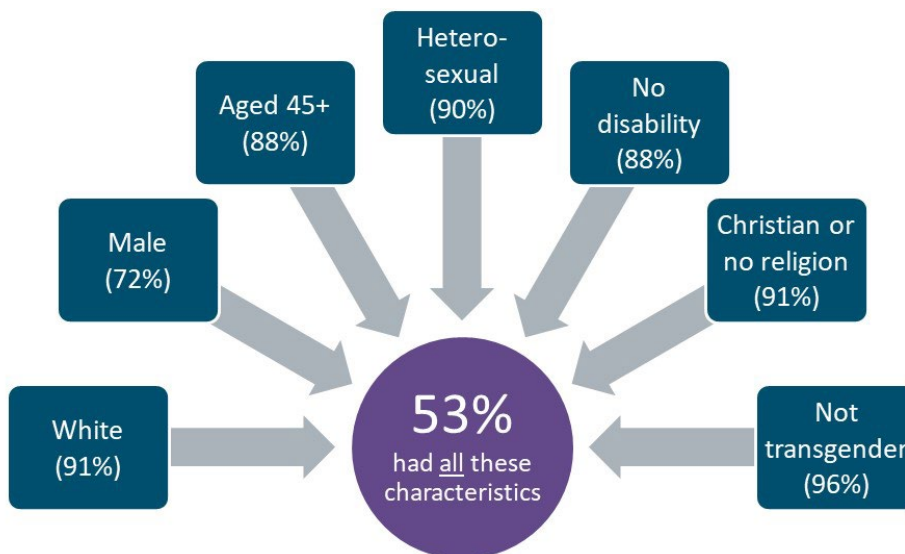 Hetero-
sexual
(90%)
Aged 45+
(88%)
No
disability
(88%)
Male
(72%)
Christian or
no religion
(91%)
White
(91%)
53%
had all these
characteristics
Not
transgender
(96%)